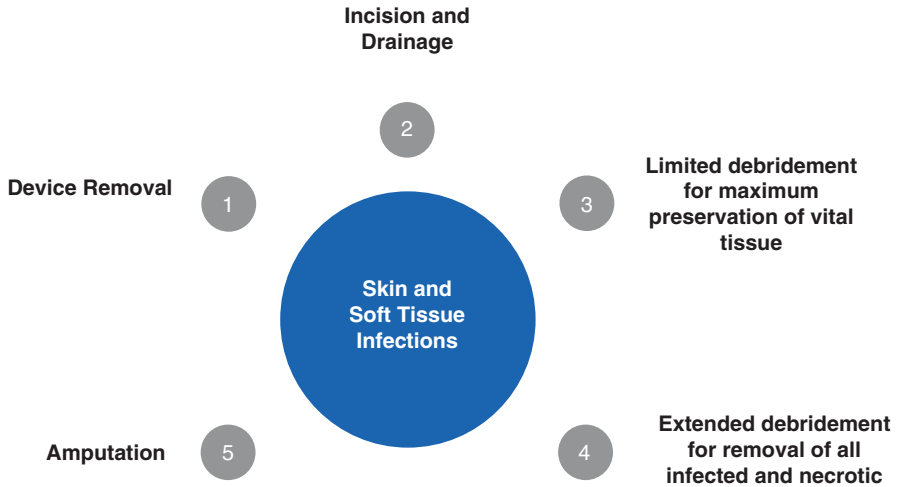 Incision and
Drainage
2
Device Removal
1
3
Limited debridement
for maximum
preservation of vital
tissue
Skin and
Soft Tissue
Infections
Amputation
5
4
Extended debridement
for removal of all
infected and necrotic